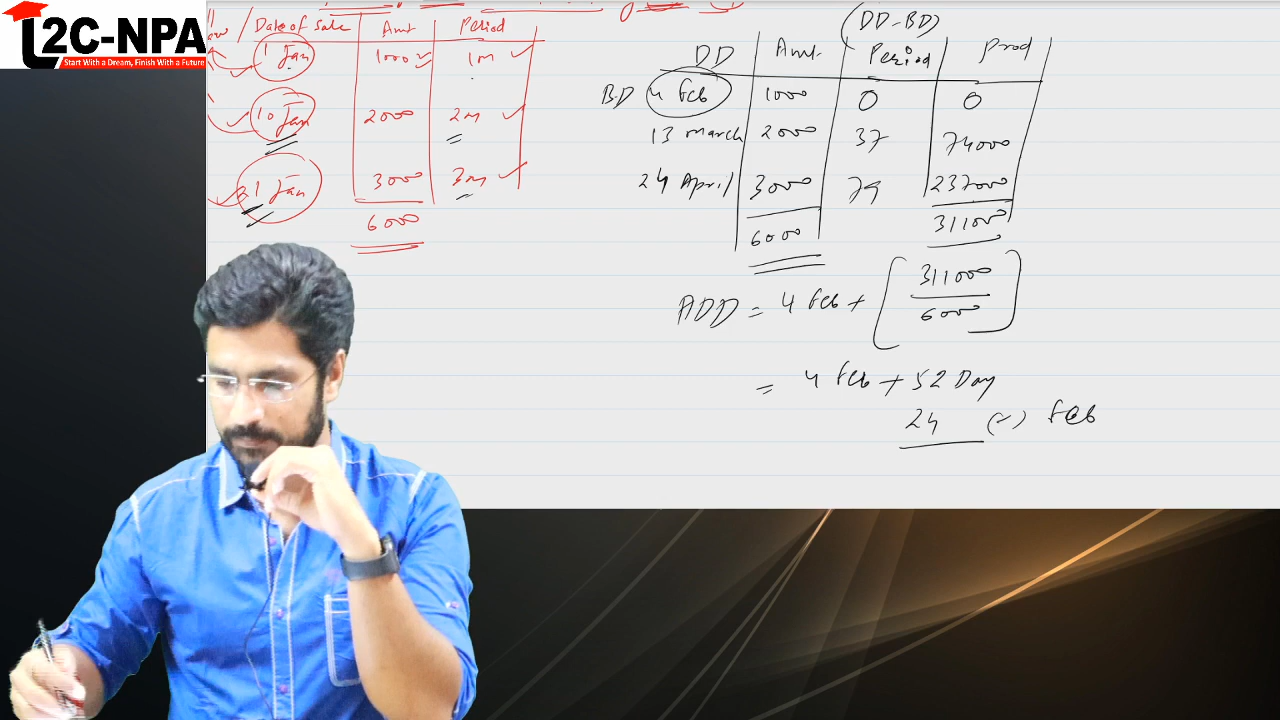 L2C-NPA
Start With a Dream, Finish With a Future
/ Date of Sale Amt Period
1 Jan 1000 1m
10 Jan 2000 2m
21 Jan 3000 3m
6000
(DD-BD)
DD Amt Period Prod
BD 4 Feb 1000 0 0
13 March 2000 37 74000
24 April 3000 79 237000
6000 311000
ADD = 4 Feb + [311000
6000]
= 4 Feb + 52 Day
24 (-) Feb